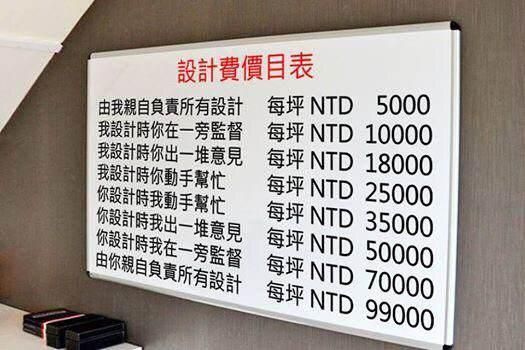 設計費價目表
由我親自負責所有設計 每坪 NTD 5000
我設計時你在一旁監督 每坪 NTD 10000
我設計時你出一堆意見 每坪 NTD 18000
我設計時你動手幫忙 每坪 NTD 25000
你設計時我動手幫忙 每坪 NTD 35000
你設計時我出一堆意見 每坪 NTD 50000
你設計時我在一旁監督 每坪 NTD 70000
由你親自負責所有設計 每坪 NTD 99000